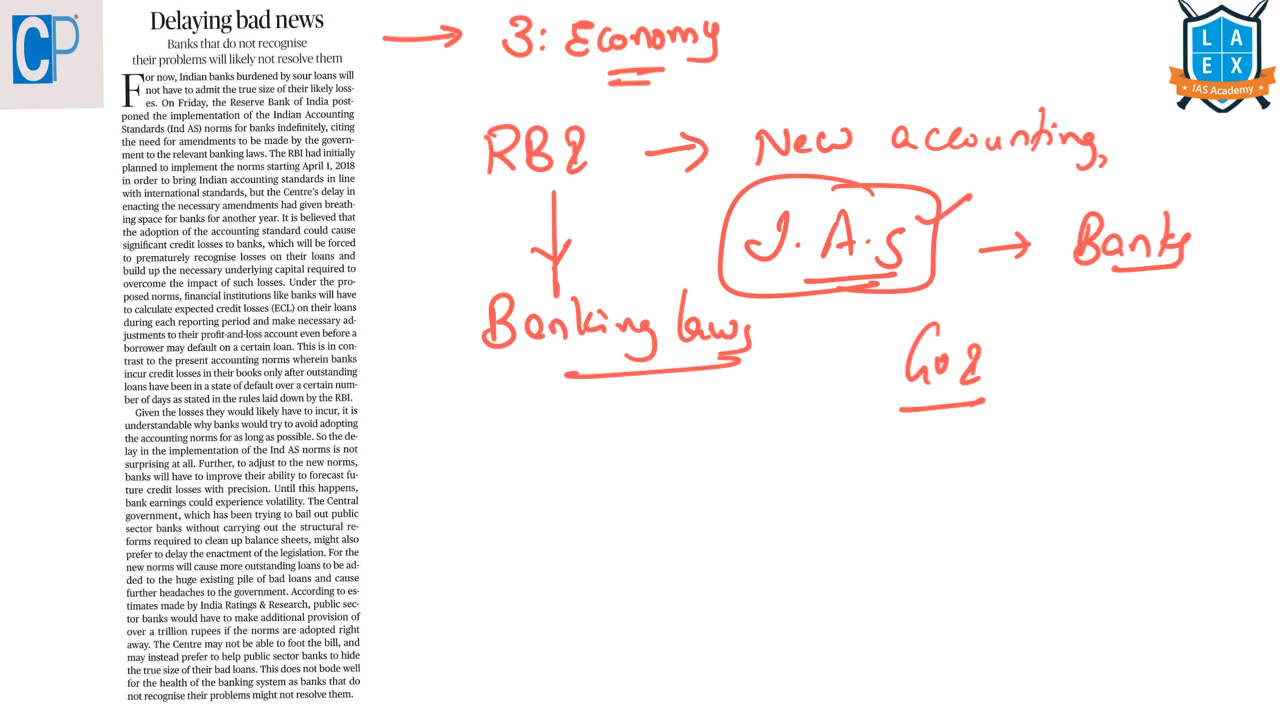 CP
Delaying bad news
Banks that do not recognise
their problems will likely not resolve them
For now, Indian banks burdened by sour loans will
not have to admit the true size of their likely loss-
es. On Friday, the Reserve Bank of India post-
poned the implementation of the Indian Accounting
Standards (Ind AS) norms for banks indefinitely, citing
the need for amendments to be made by the govern-
ment to the relevant banking laws. The RBI had initially
planned to implement the norms starting April 1, 2018
in order to bring Indian accounting standards in line
with international standards, but the Centre's delay in
enacting the necessary amendments had given breath-
ing space for banks for another year. It is believed that
the adoption of the accounting standard could cause
significant credit losses to banks, which will be forced
to prematurely recognise losses on their loans and
build up the necessary underlying capital required to
overcome the impact of such losses. Under the pro-
posed norms, financial institutions like banks will have
to calculate expected credit losses (ECL) on their loans
during each reporting period and make necessary ad-
justments to their profit-and-loss account even before a
borrower may default on a certain loan. This is in con-
trast to the present accounting norms wherein banks
incur credit losses in their books only after outstanding
loans have been in a state of default over a certain num-
ber of days as stated in the rules laid down by the RBI.
Given the losses they would likely have to incur, it is
understandable why banks would try to avoid adopting
the accounting norms for as long as possible. So the de-
lay in the implementation of the Ind AS norms is not
surprising at all. Further, to adjust to the new norms,
banks will have to improve their ability to forecast fu-
ture credit losses with precision. Until this happens,
bank earnings could experience volatility. The Central
government, which has been trying to bail out public
sector banks without carrying out the structural re-
forms required to clean up balance sheets, might also
prefer to delay the enactment of the legislation. For the
new norms will cause more outstanding loans to be ad-
ded to the huge existing pile of bad loans and cause
further headaches to the government. According to es-
timates made by India Ratings & Research, public sec-
tor banks would have to make additional provision of
over a trillion rupees if the norms are adopted right
away. The Centre may not be able to foot the bill, and
may instead prefer to help public sector banks to hide
the true size of their bad loans. This does not bode well
for the health of the banking system as banks that do
not recognise their problems might not resolve them.
→ 3: Economy
RBI → New accounting,
I.A.S → Banks
Banking laws
GoI
L A
E X
IAS Academy